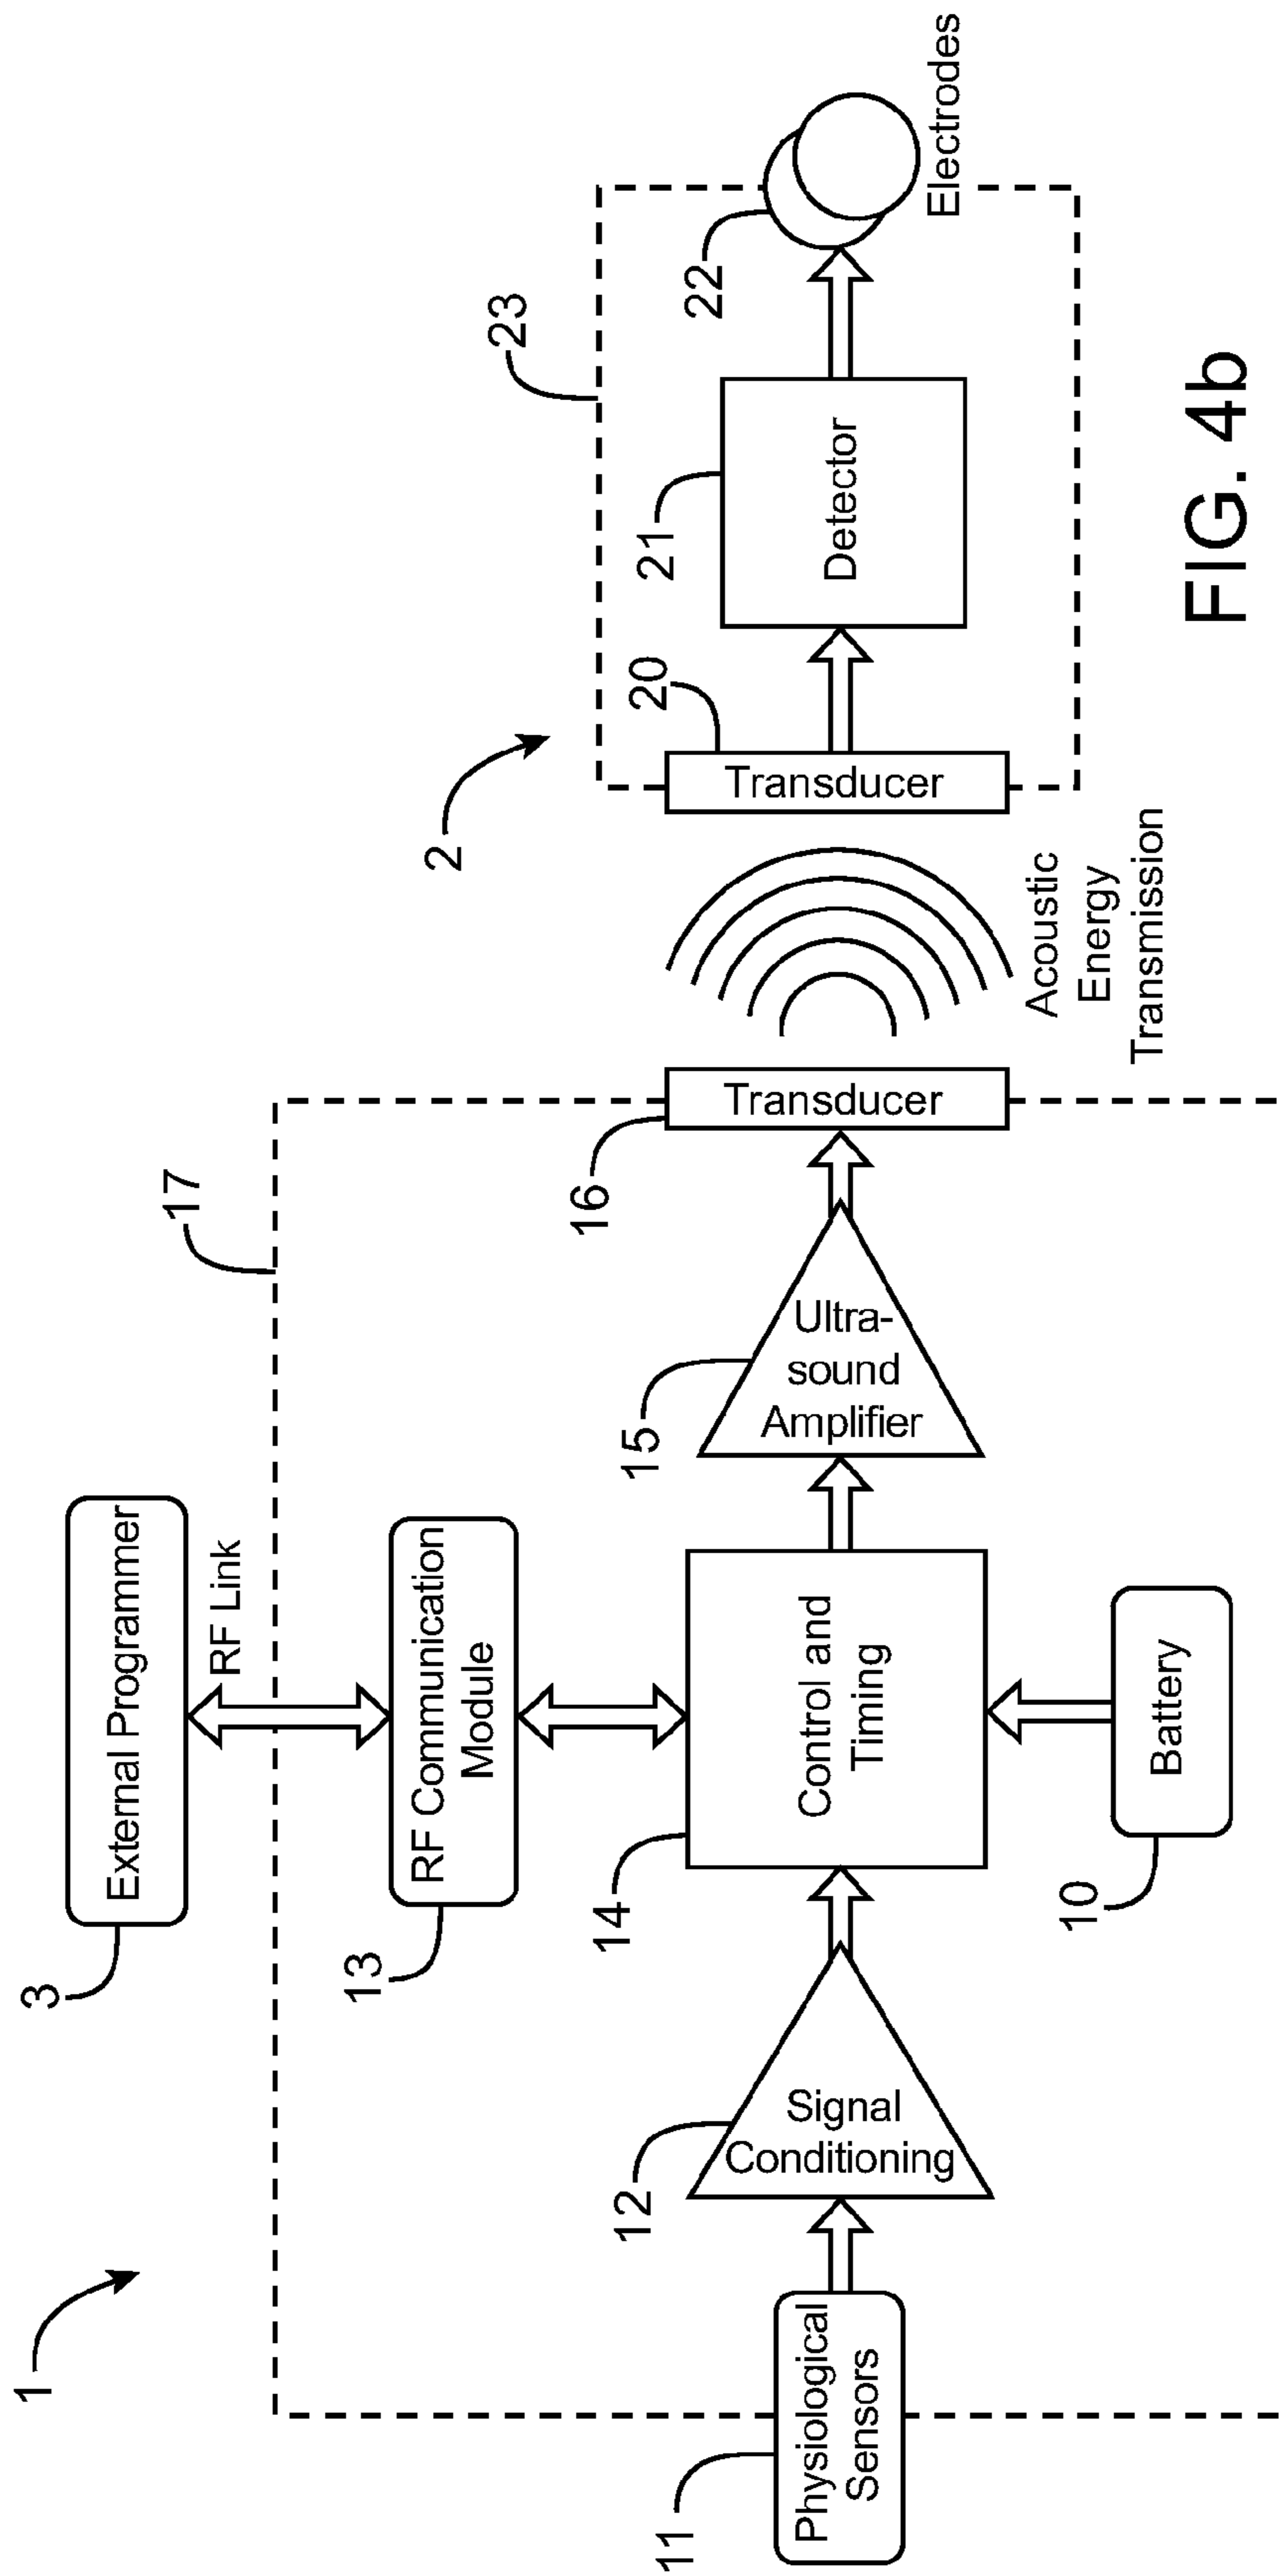 1
3
External Programmer
RF Link
17
13
RF Communication
Module
2
23
11
Physiological
Sensors
12
Signal
Conditioning
14
Control and
Timing
15
Ultra-
sound
Amplifier
16
Transducer
Acoustic
Energy
Transmission
20
Transducer
21
Detector
22
Electrodes
10
Battery
FIG. 4b